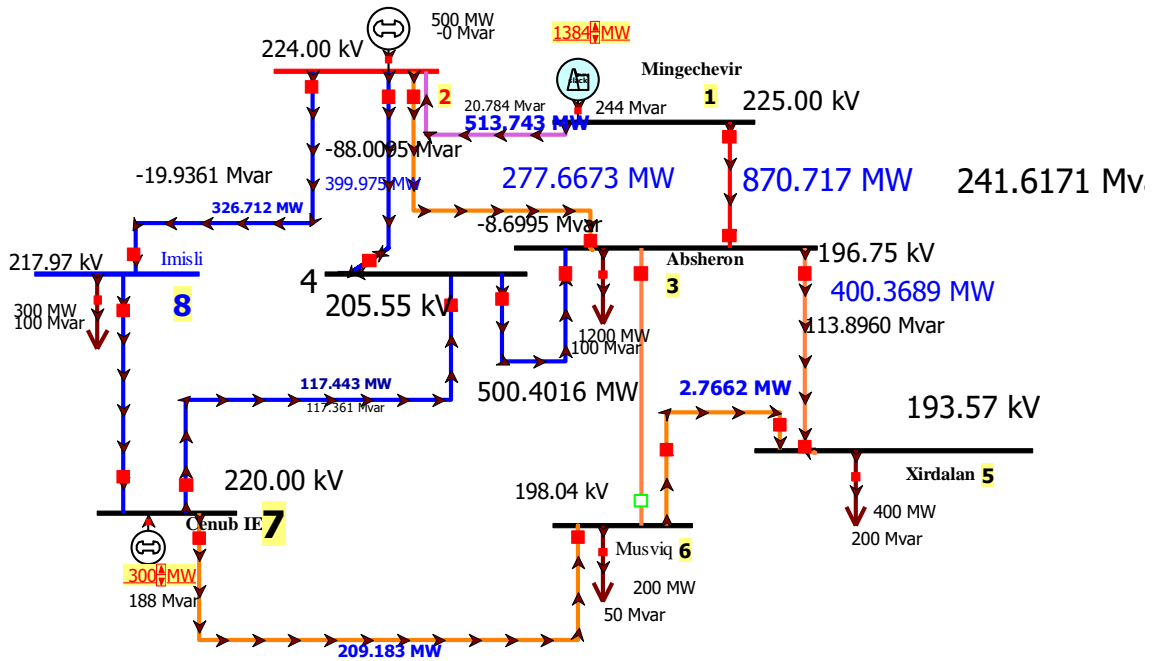 500 MW
-0 Mvar
1384 MW
224.00 kV
Mingechevir
slack
2
20.784 Mvar
244 Mvar
1
225.00 kV
513.743 MW
-88.0095 Mvar
-19.9361 Mvar
399.975 MW
277.6673 MW
870.717 MW
241.6171 Mv
326.712 MW
-8.6995 Mvar
217.97 kV
Imisli
Absheron
196.75 kV
4
3
8
205.55 kV
400.3689 MW
300 MW
100 Mvar
113.8960 Mvar
1200 MW
100 Mvar
117.443 MW
117.361 Mvar
500.4016 MW
2.7662 MW
193.57 kV
220.00 kV
198.04 kV
Xirdalan 5
Cenub IE 7
400 MW
200 Mvar
Musviq 6
300 MW
188 Mvar
200 MW
50 Mvar
209.183 MW